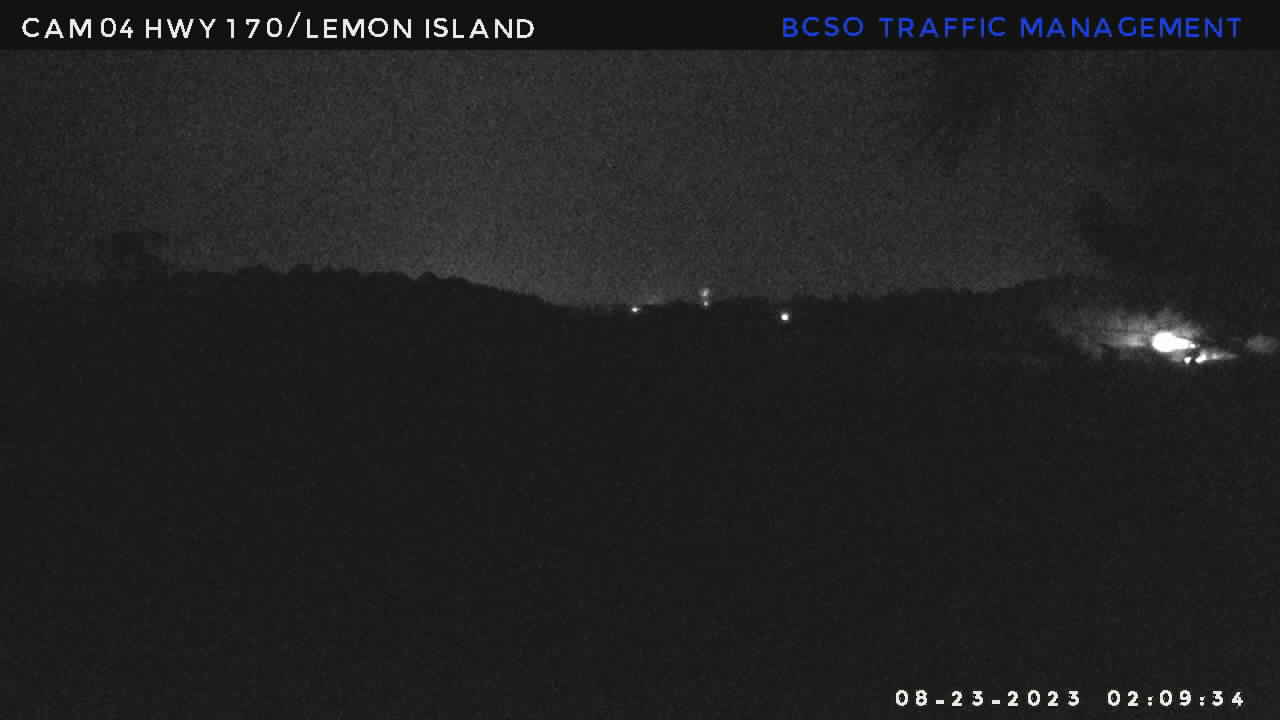 CAM 04 HWY 170/LEMON ISLAND
BCSO TRAFFIC MANAGEMENT
08-23-2023 02:09:34